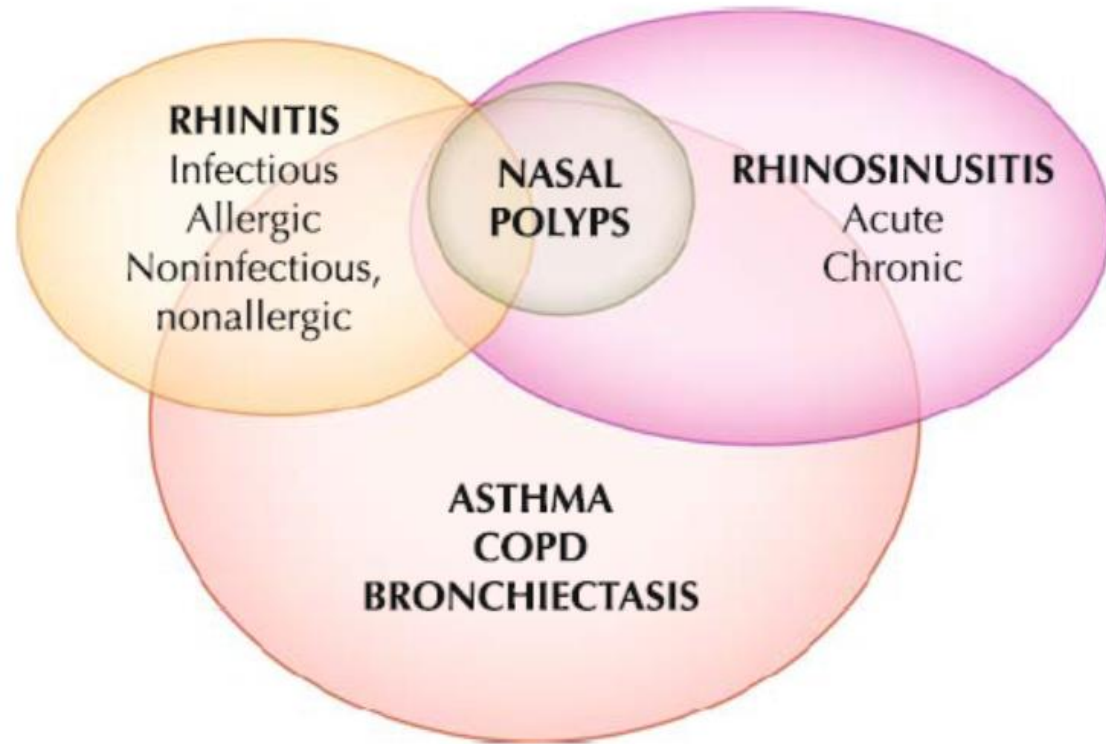 RHINITIS
Infectious
Allergic
Noninfectious,
nonallergic
NASAL
POLYPS
RHINOSINUSITIS
Acute
Chronic
ASTHMA
COPD
BRONCHIECTASIS